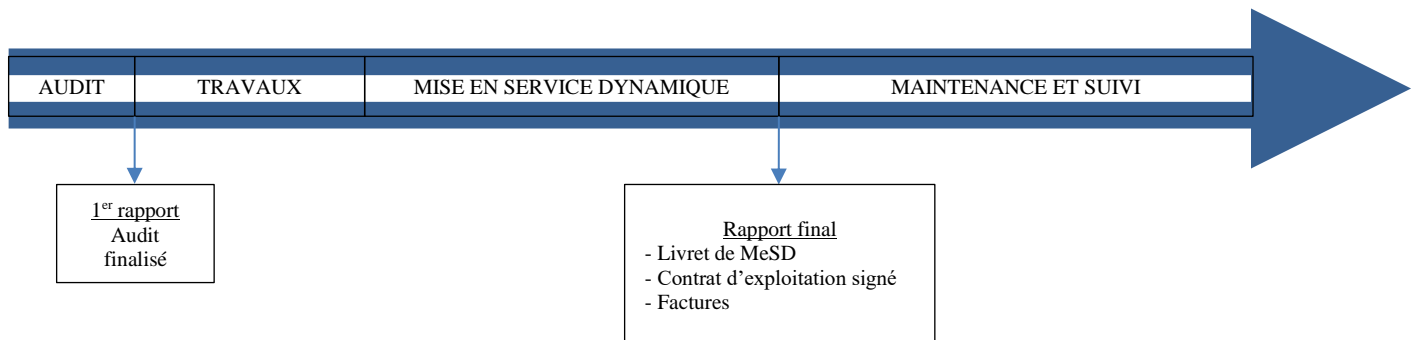 AUDIT
TRAVAUX
MISE EN SERVICE DYNAMIQUE
MAINTENANCE ET SUIVI
1er rapport
Audit
finalisé
Rapport final
- Livret de MeSD
- Contrat d’exploitation signé
- Factures